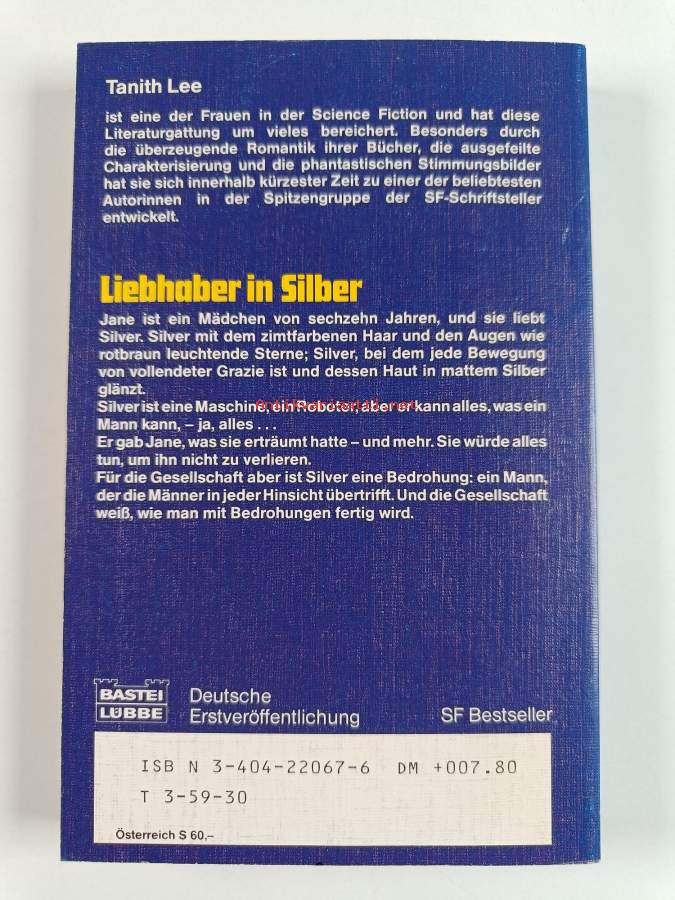 Tanith Lee
ist eine der Frauen in der Science Fiction und hat diese
Literaturgattung um vieles bereichert. Besonders durch
die überzeugende Romantik ihrer Bücher, die ausgefeilte
Charakterisierung und die phantastischen Stimmungsbilder
hat sie sich innerhalb kürzester Zeit zu einer der beliebtesten
Autorinnen in der Spitzengruppe der SF-Schriftsteller
entwickelt.
Liebhaber in Silber
Jane ist ein Mädchen von sechzehn Jahren, und sie liebt
Silver. Silver mit dem zimtfarbenen Haar und den Augen wie
rotbraun leuchtende Sterne; Silver, bei dem jede Bewegung
von vollendeter Grazie ist und dessen Haut in mattem Silber
glänzt.
Silver ist eine Maschine, ein Roboter, aber er kann alles, was ein
Mann kann, – ja, alles . . .
Er gab Jane, was sie erträumt hatte – und mehr. Sie würde alles
tun, um ihn nicht zu verlieren.
Für die Gesellschaft aber ist Silver eine Bedrohung: ein Mann,
der die Männer in jeder Hinsicht übertrifft. Und die Gesellschaft
weiß, wie man mit Bedrohungen fertig wird.
BASTEI
LÜBBE
Deutsche
Erstveröffentlichung
SF Bestseller
ISB N 3-404-22067-6 DM +007.80
T 3-59-30
Österreich S 60,–